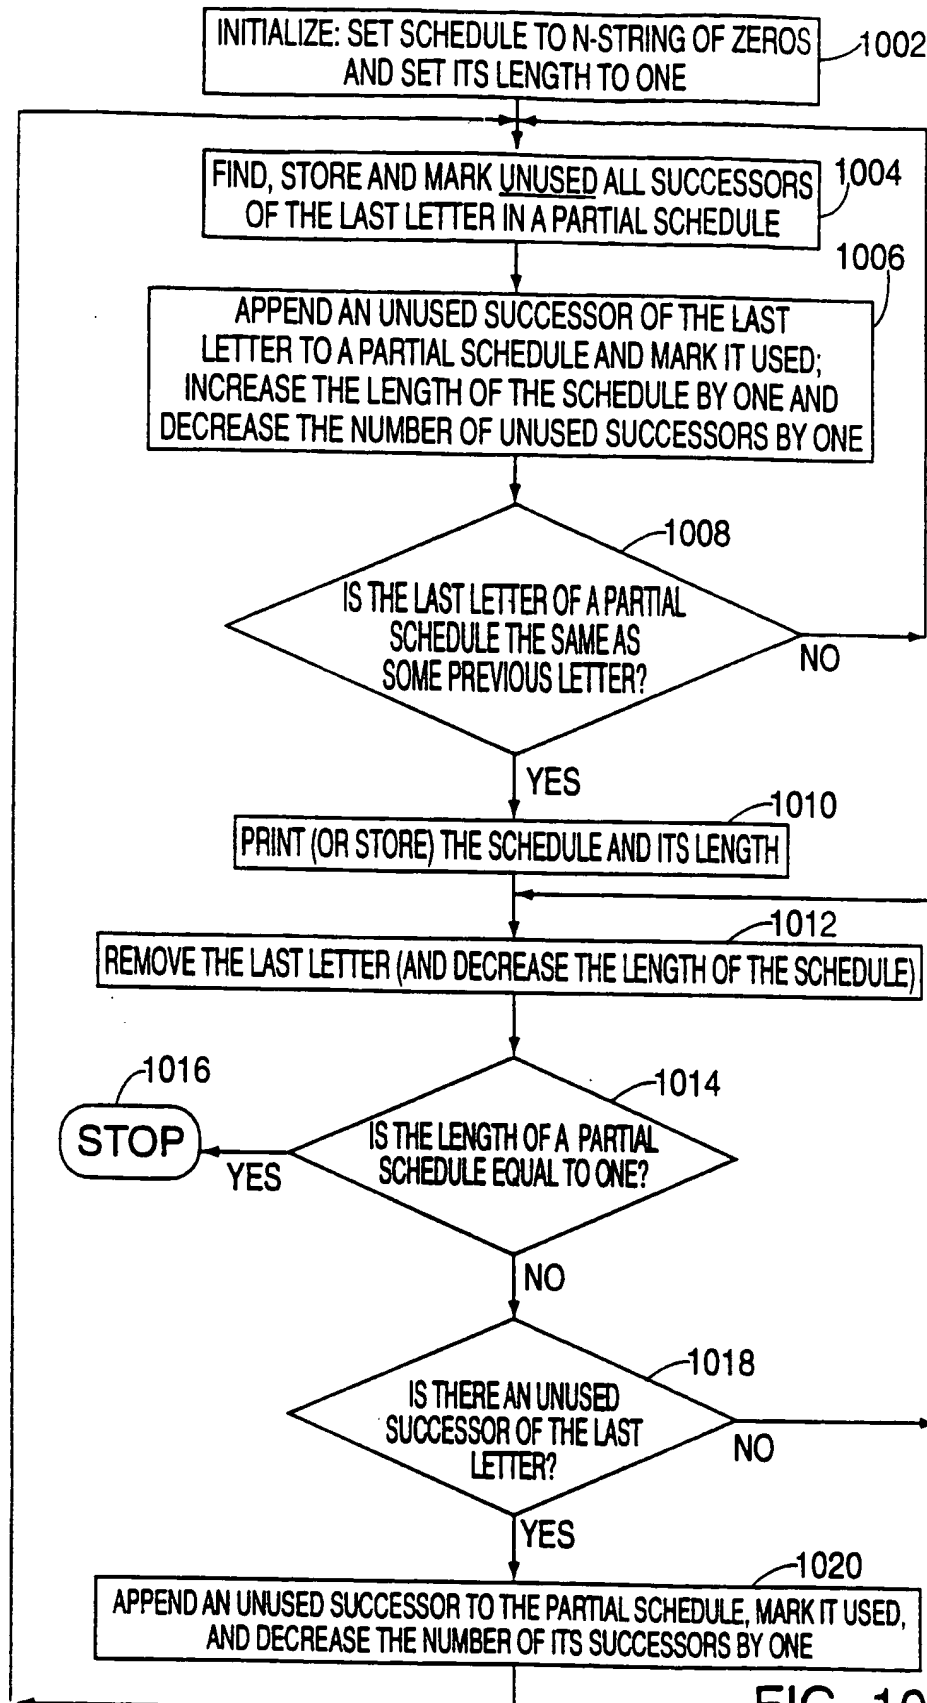 INITIALIZE: SET SCHEDULE TO N-STRING OF ZEROS
AND SET ITS LENGTH TO ONE
1002
FIND, STORE AND MARK UNUSED ALL SUCCESSORS
OF THE LAST LETTER IN A PARTIAL SCHEDULE
1004
1006
APPEND AN UNUSED SUCCESSOR OF THE LAST
LETTER TO A PARTIAL SCHEDULE AND MARK IT USED;
INCREASE THE LENGTH OF THE SCHEDULE BY ONE AND
DECREASE THE NUMBER OF UNUSED SUCCESSORS BY ONE
1008
IS THE LAST LETTER OF A PARTIAL
SCHEDULE THE SAME AS
SOME PREVIOUS LETTER?
NO
YES
1010
PRINT (OR STORE) THE SCHEDULE AND ITS LENGTH
1012
REMOVE THE LAST LETTER (AND DECREASE THE LENGTH OF THE SCHEDULE)
1016
STOP
1014
IS THE LENGTH OF A PARTIAL
SCHEDULE EQUAL TO ONE?
YES
NO
1018
IS THERE AN UNUSED
SUCCESSOR OF THE LAST
LETTER?
NO
YES
1020
APPEND AN UNUSED SUCCESSOR TO THE PARTIAL SCHEDULE, MARK IT USED,
AND DECREASE THE NUMBER OF ITS SUCCESSORS BY ONE
FIG. 10